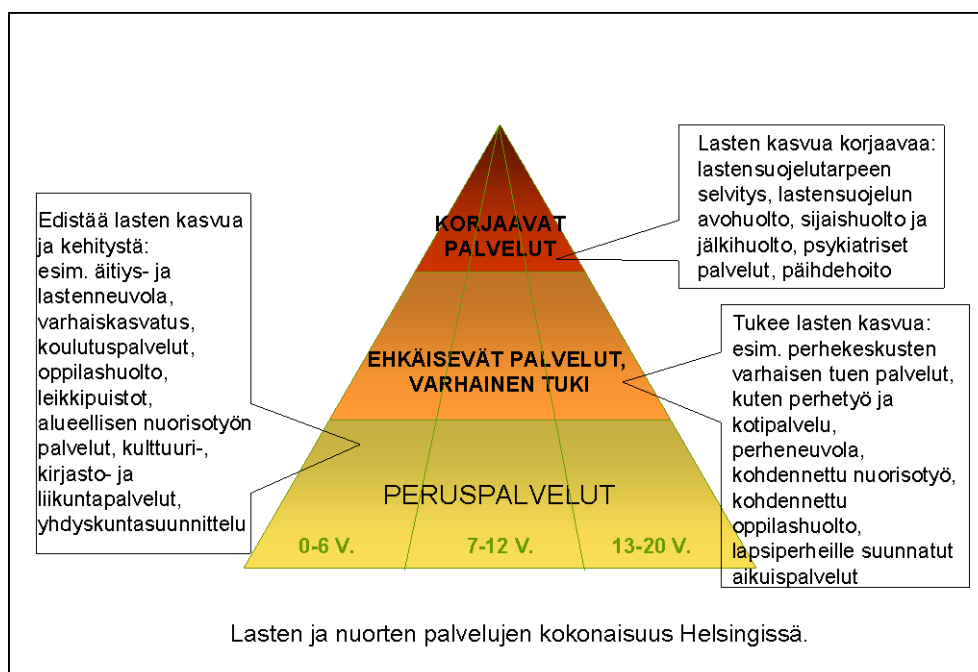 Lasten kasvua korjaavaa:
lastensuojelutarpeen
selvitys, lastensuojelun
avohuolto, sijaishuolto ja
jälkihuolto, psykiatriset
palvelut, päihdehoito
KORJAAVAT
PALVELUT
Edistää lasten kasvua
ja kehitystä:
esim. äitiys- ja
lastenneuvola,
varhaiskasvatus,
koulutuspalvelut,
oppilashuolto,
leikkipuistot,
alueellisen nuorisotyön
palvelut, kulttuuri-,
kirjasto- ja
liikuntapalvelut,
yhdyskuntasuunnittelu
EHKÄISEVÄT PALVELUT,
VARHAINEN TUKI
Tukee lasten kasvua:
esim. perhekeskusten
varhaisen tuen palvelut,
kuten perhetyö ja
kotipalvelu,
perheneuvola,
kohdennettu nuorisotyö,
kohdennettu
oppilashuolto,
lapsiperheille suunnatut
aikuispalvelut
PERUSPALVELUT
0-6 V.
7-12 V.
13-20 V.
Lasten ja nuorten palvelujen kokonaisuus Helsingissä.